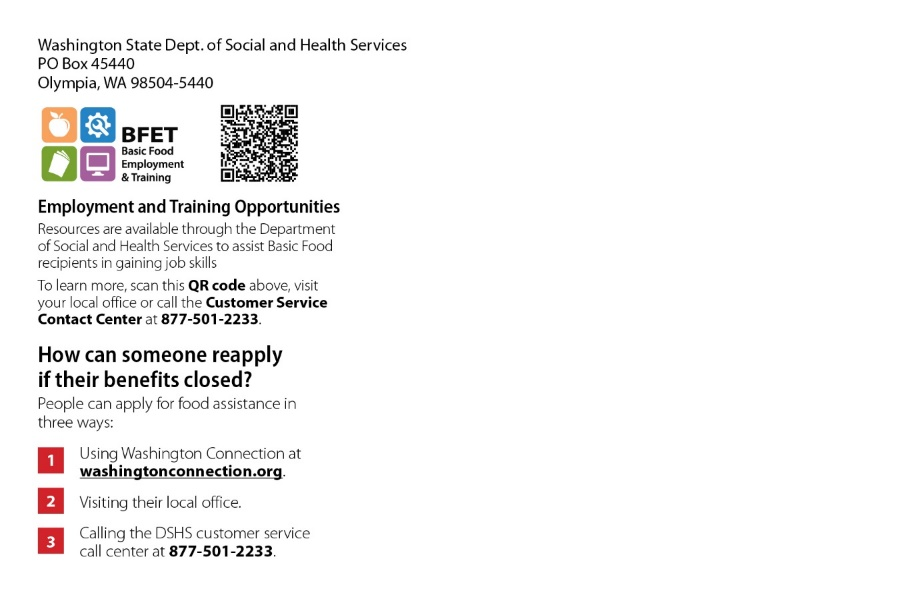 Washington State Dept. of Social and Health Services
PO Box 45440
Olympia, WA 98504-5440
BFET
Basic Food
Employment
& Training
Employment and Training Opportunities
Resources are available through the Department
of Social and Health Services to assist Basic Food
recipients in gaining job skills
To learn more, scan this QR code above, visit
your local office or call the Customer Service
Contact Center at 877-501-2233.
How can someone reapply
if their benefits closed?
People can apply for food assistance in
three ways:
1 Using Washington Connection at
washingtonconnection.org.
2 Visiting their local office.
3 Calling the DSHS customer service
call center at 877-501-2233.